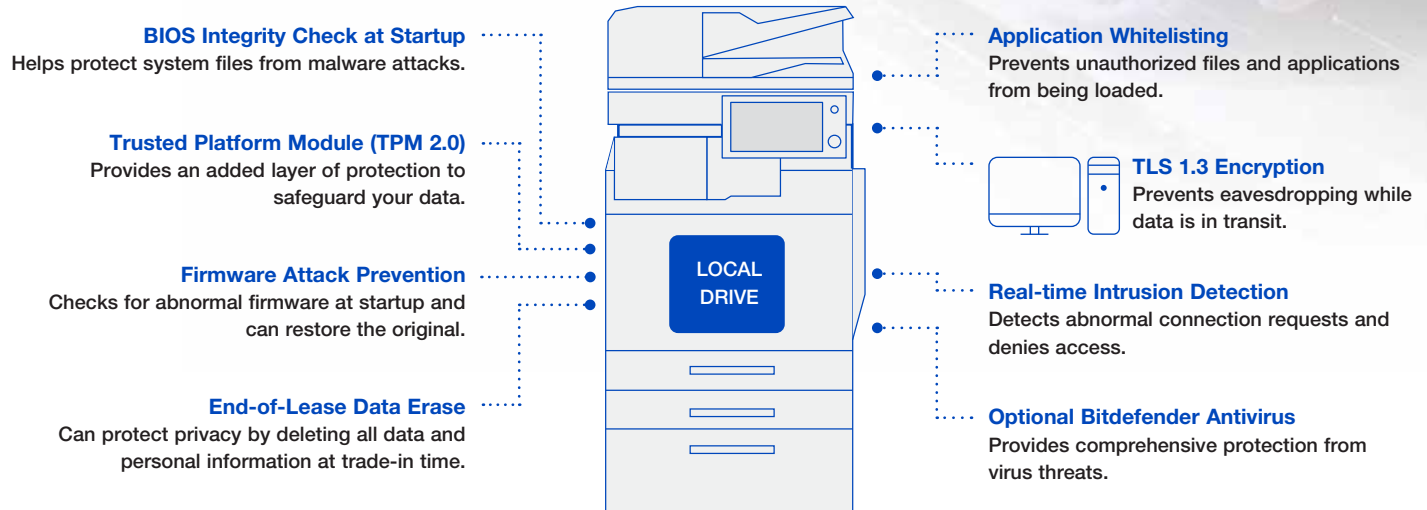 BIOS Integrity Check at Startup
Helps protect system files from malware attacks.
Trusted Platform Module (TPM 2.0)
Provides an added layer of protection to
safeguard your data.
Firmware Attack Prevention
Checks for abnormal firmware at startup and
can restore the original.
End-of-Lease Data Erase
Can protect privacy by deleting all data and
personal information at trade-in time.
LOCAL
DRIVE
Application Whitelisting
Prevents unauthorized files and applications
from being loaded.
TLS 1.3 Encryption
Prevents eavesdropping while
data is in transit.
Real-time Intrusion Detection
Detects abnormal connection requests and
denies access.
Optional Bitdefender Antivirus
Provides comprehensive protection from
virus threats.